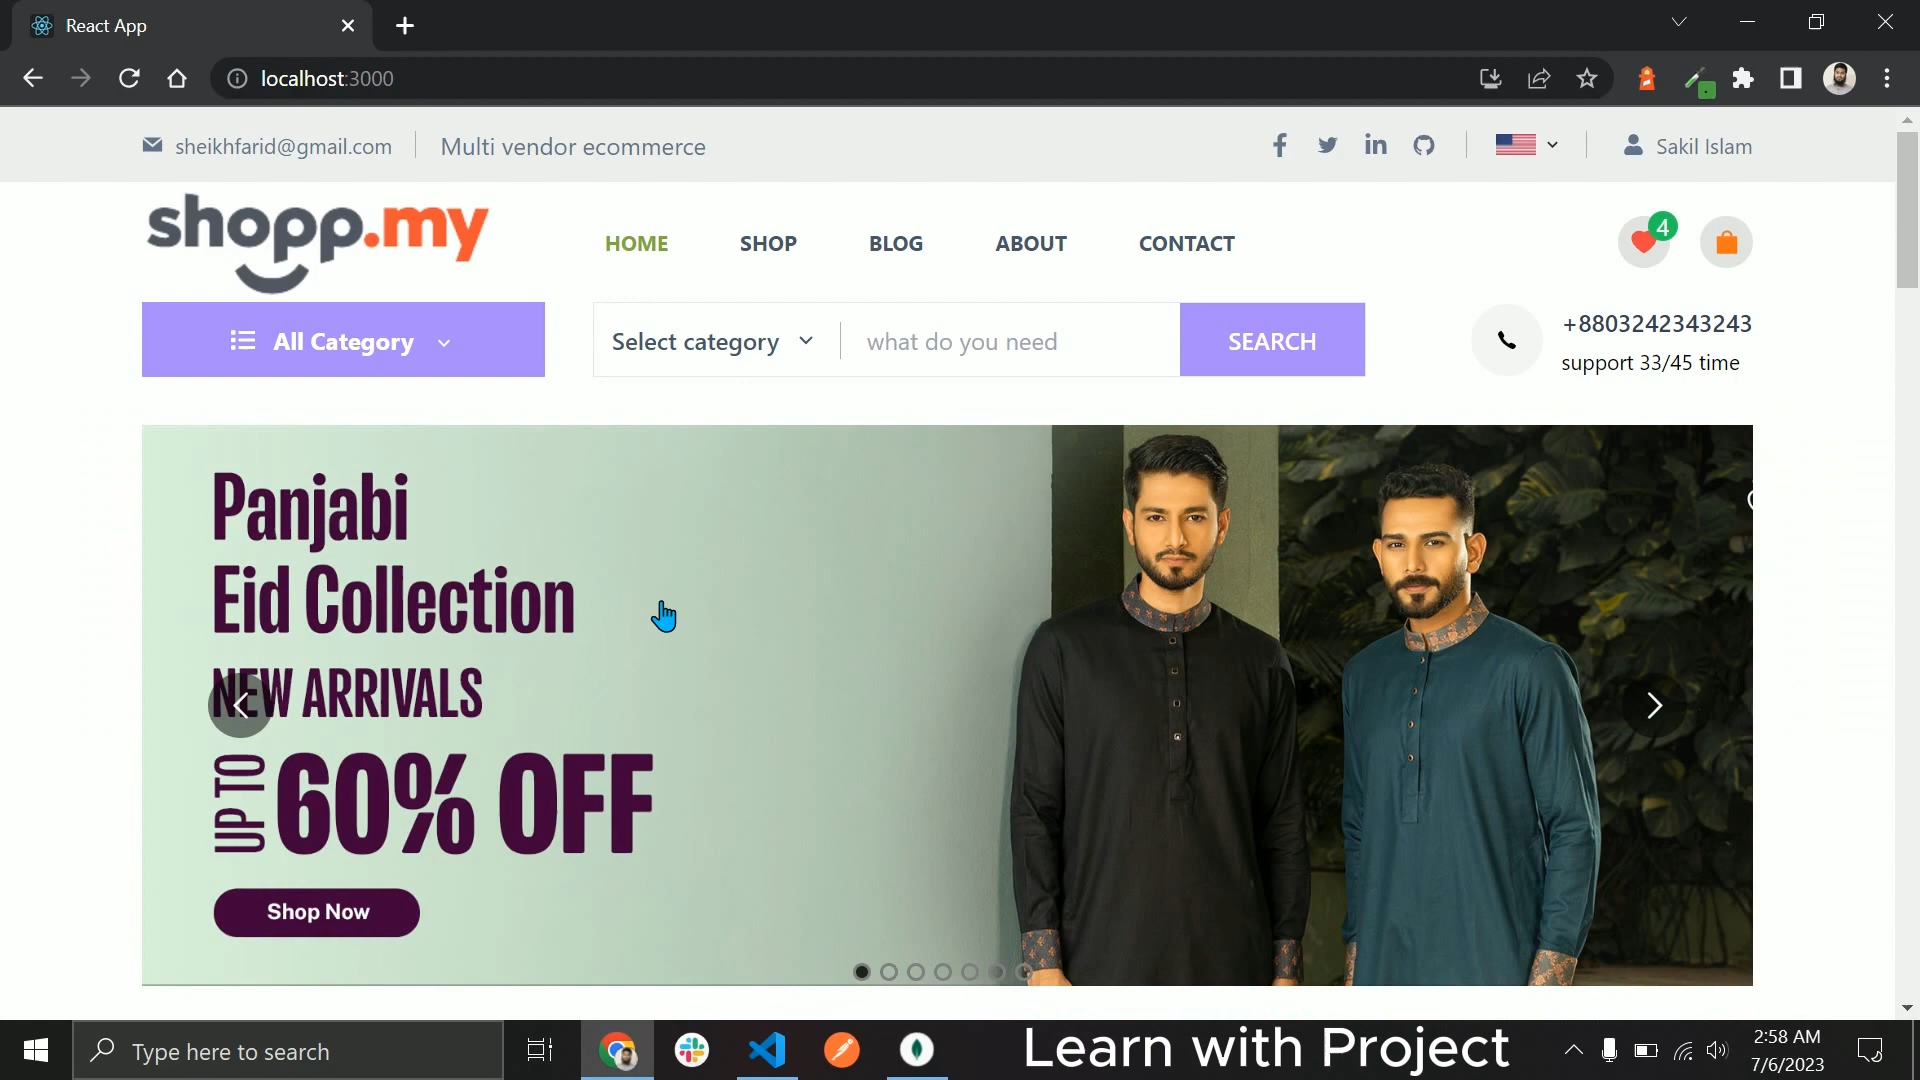 React App
localhost:3000
sheikhfarid@gmail.com
Multi vendor ecommerce
Sakil Islam
shopp.my
HOME
SHOP
BLOG
ABOUT
CONTACT
4
All Category
Select category
what do you need
SEARCH
+8803242343243
support 33/45 time
Panjabi
Eid Collection
NEW ARRIVALS
UP TO
60% OFF
Shop Now
Type here to search
Learn with Project
2:58 AM
7/6/2023